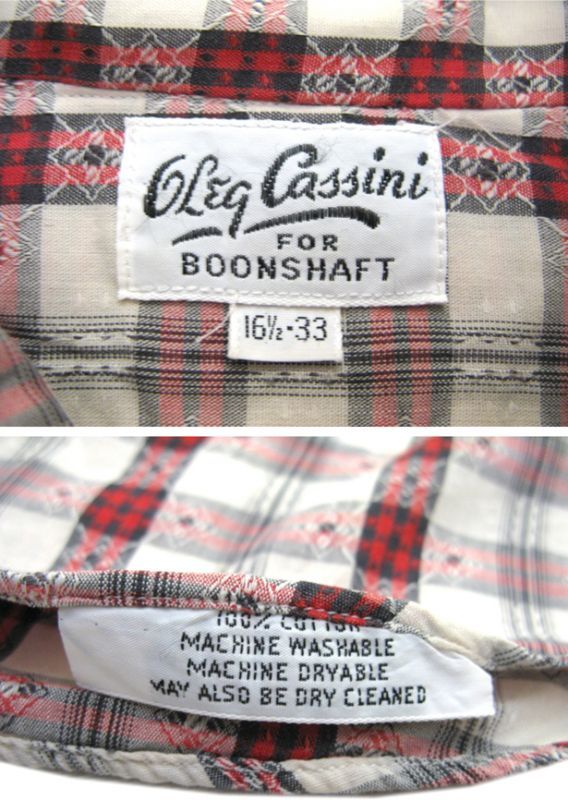 Oleg Cassini
FOR
BOONSHAFT
16½-33
100% COTTON
MACHINE WASHABLE
MACHINE DRYABLE
MAY ALSO BE DRY CLEANED